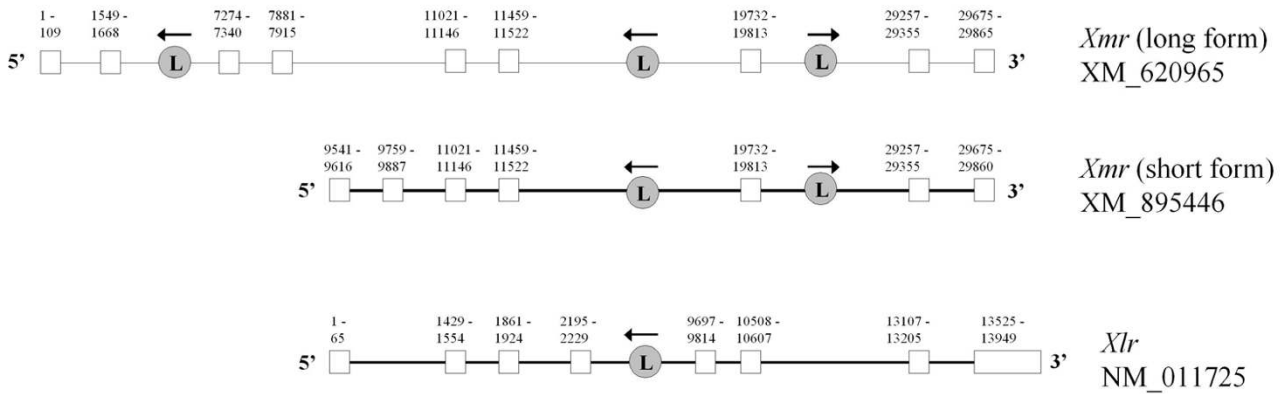 1 - 1549 - 7274 - 7881 - 11021 - 11459 - 19732 - 29257 - 29675 -
109 1668 7340 7915 11146 11522 19813 29355 29865
Xmr (long form)
5’ L L L 3’
XM_620965
9541 - 9759 - 11021 - 11459 - 19732 - 29257 - 29675 -
9616 9887 11146 11522 19813 29355 29860
Xmr (short form)
5’ L L 3’
XM_895446
1 - 1429 - 1861 - 2195 - 9697 - 10508 - 13107 - 13525 -
65 1554 1924 2229 9814 10607 13205 13949
Xlr
5’ L 3’
NM_011725